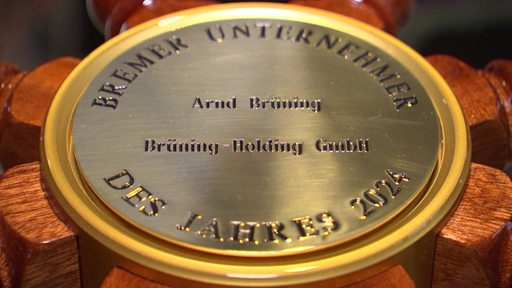 BREMER UNTERNEHMER
Arnd Brüning
Brüning-Holding GmbH
DES JAHRES 2024